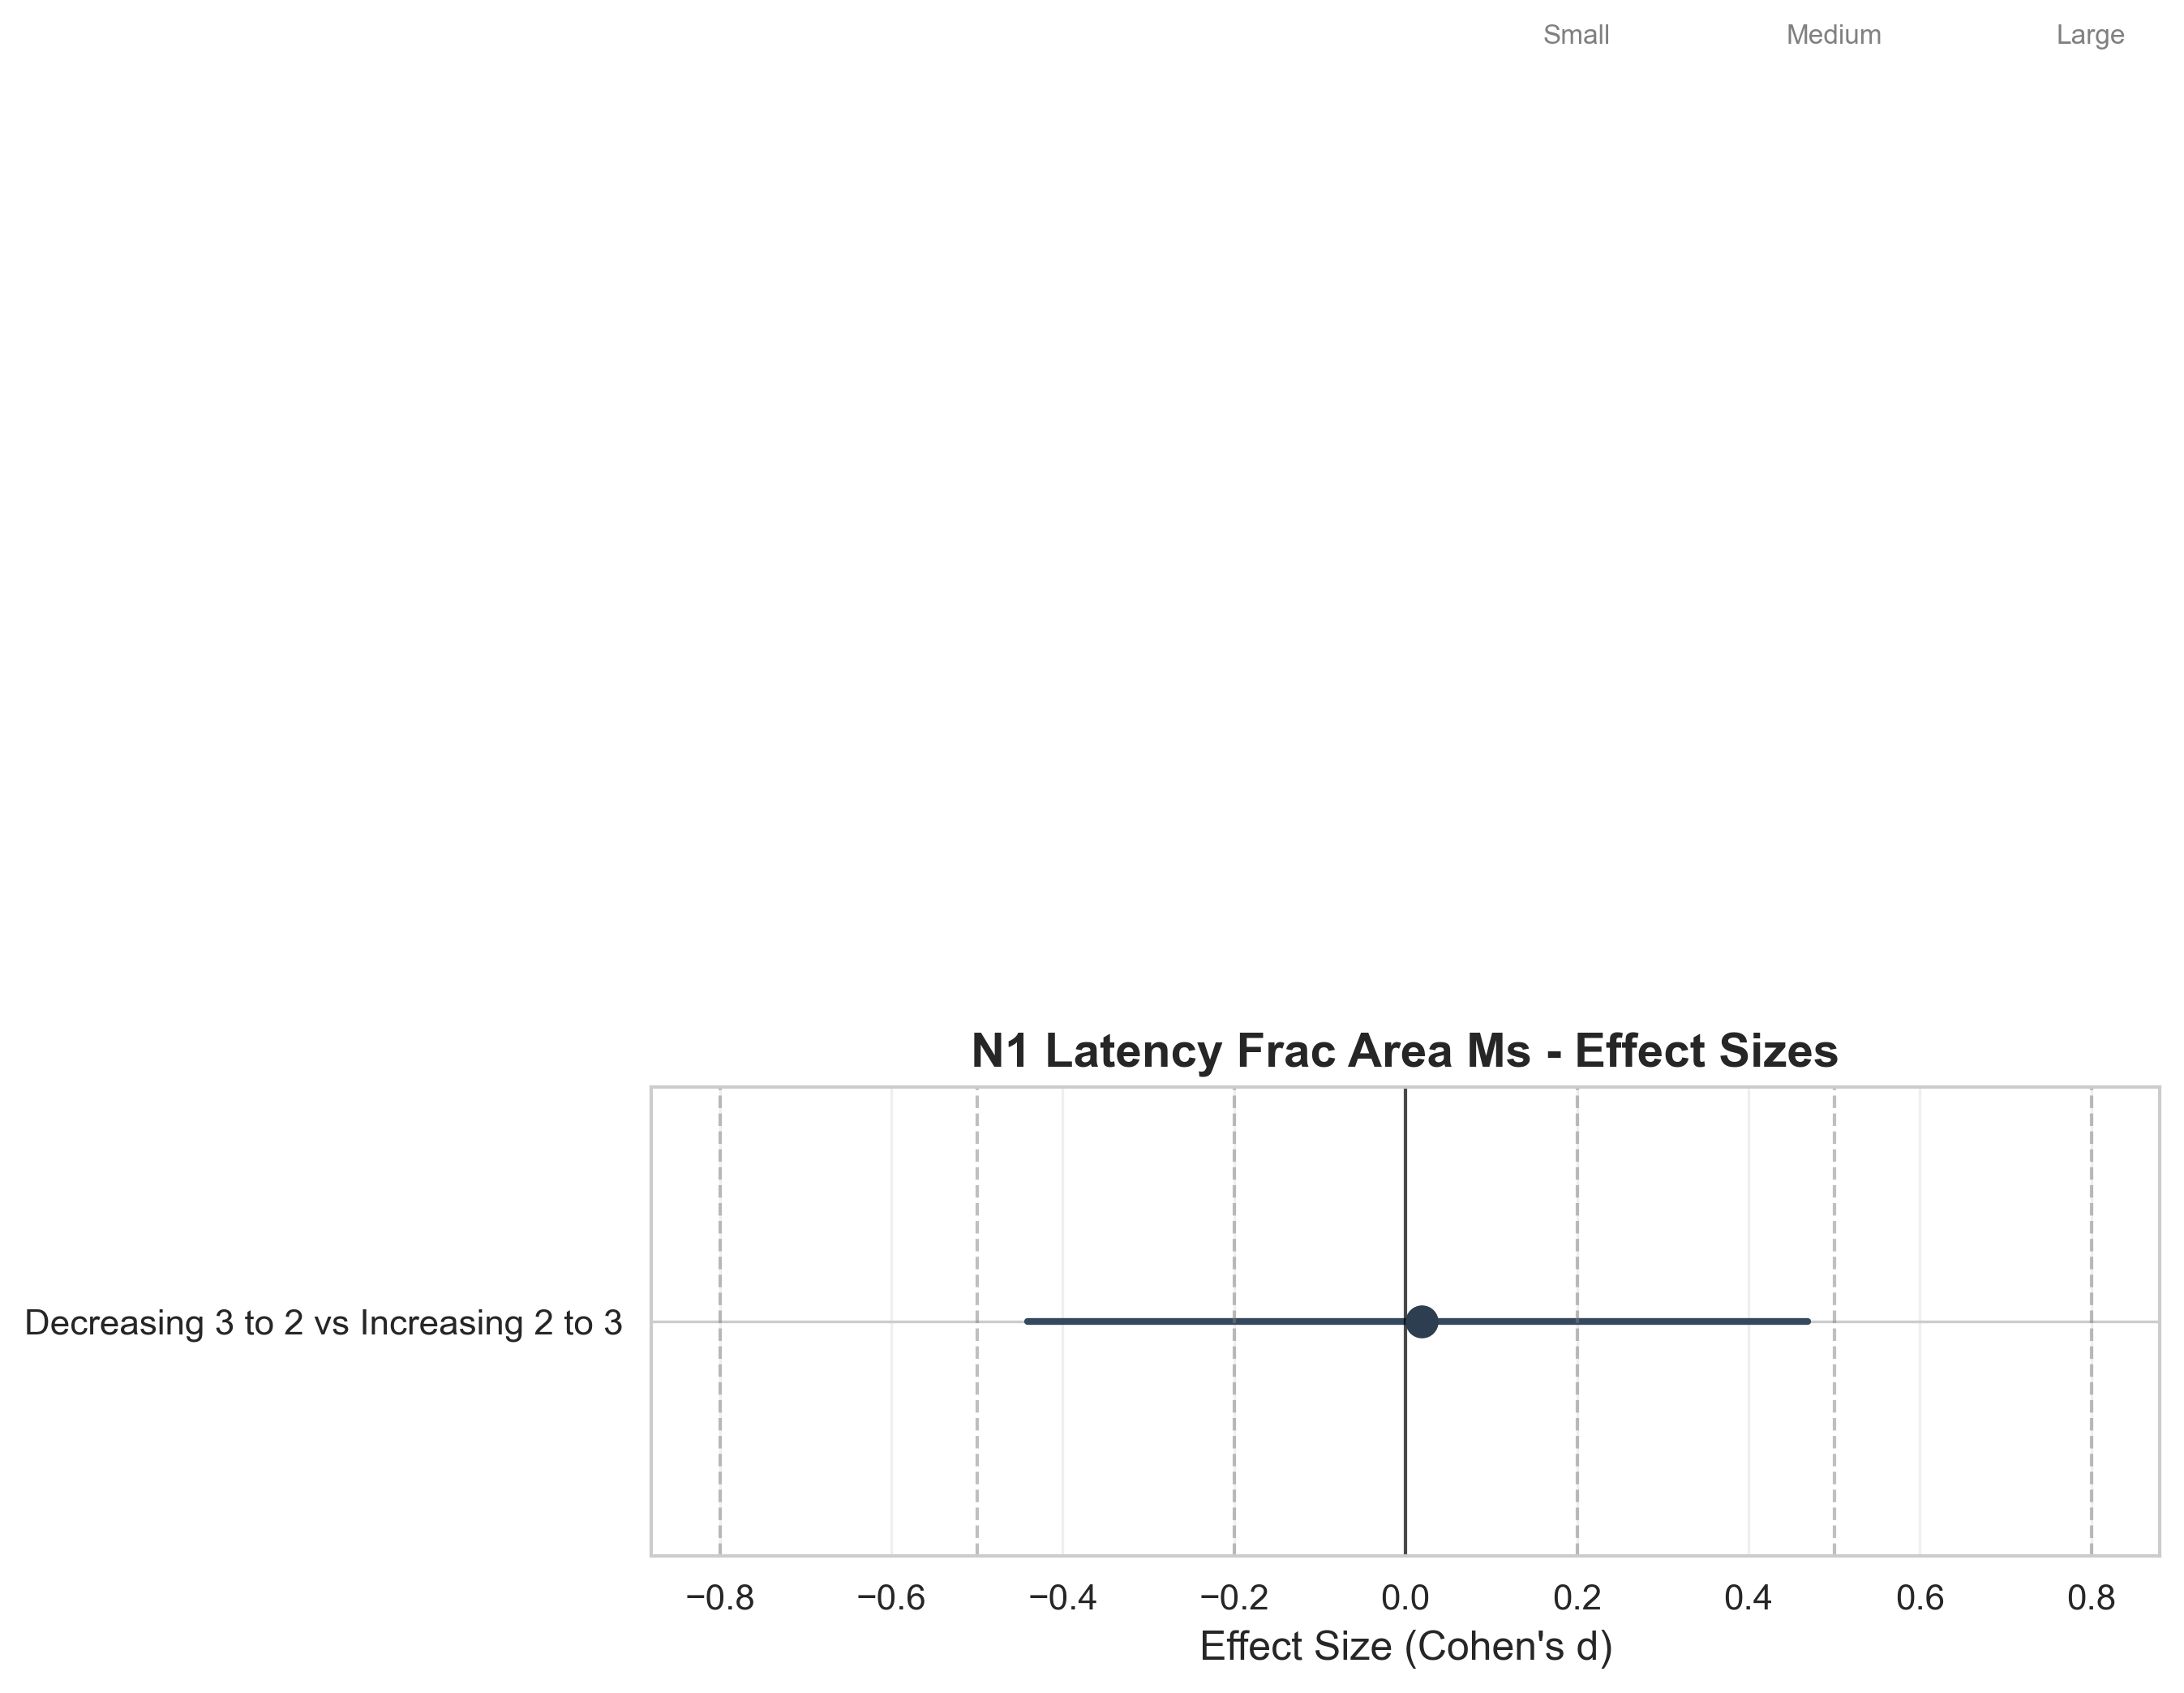 Small Medium Large
N1 Latency Frac Area Ms - Effect Sizes
Decreasing 3 to 2 vs Increasing 2 to 3
−0.8 −0.6 −0.4 −0.2 0.0 0.2 0.4 0.6 0.8
Effect Size (Cohen's d)